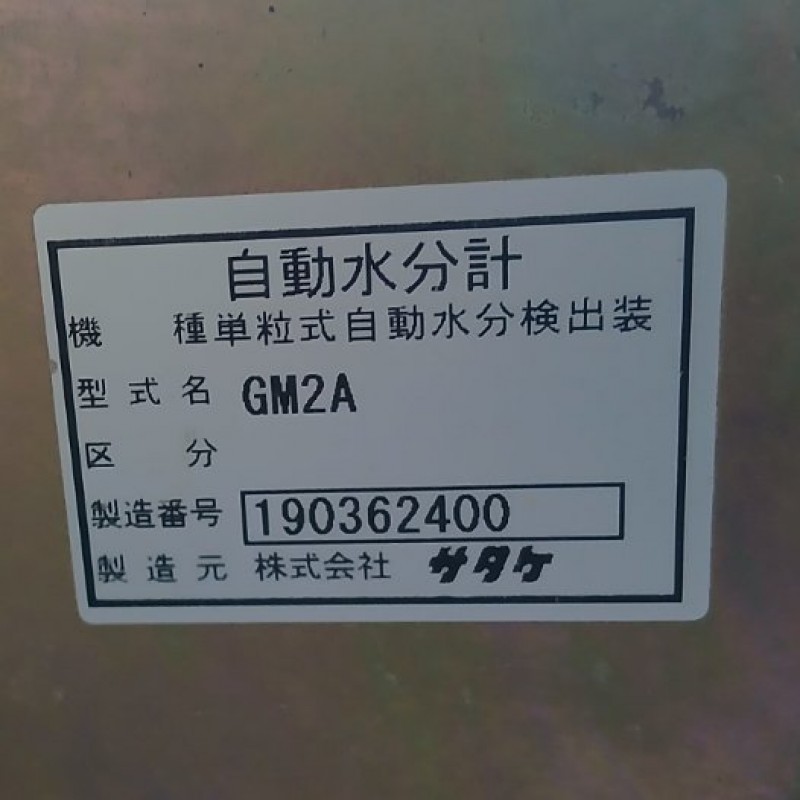 自動水分計
機 種 単粒式自動水分検出装
型式名 GM2A
区 分
製造番号 190362400
製造元 株式会社 サタケ